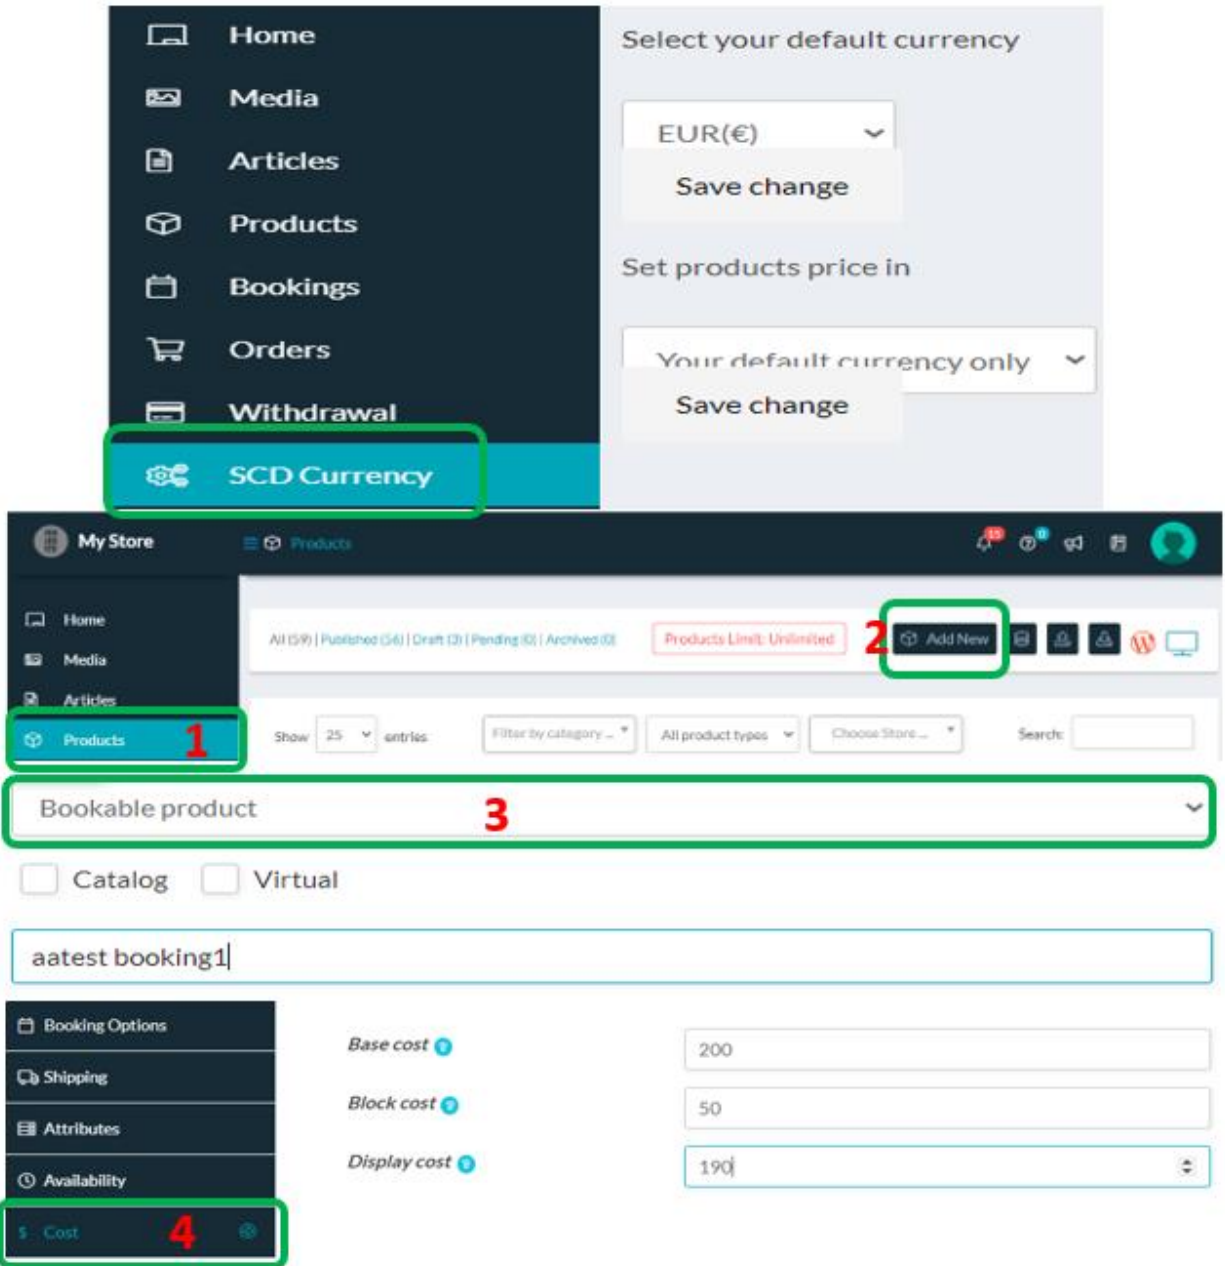 Home
Media
Articles
Products
Bookings
Orders
Withdrawal
SCD Currency
Select your default currency
EUR(€)
Save change
Set products price in
Your default currency only
Save change
My Store
Products
15
0
Home
Media
Articles
Products
1
All (59) | Published (56) | Draft (3) | Pending (0) | Archived (0)
Products Limit: Unlimited
2
Add New
Show 25 entries
Filter by category ...
All product types
Choose Store ...
Search:
Bookable product
3
Catalog
Virtual
aatest booking1
Booking Options
Shipping
Attributes
Availability
$ Cost
4
Base cost
200
Block cost
50
Display cost
190